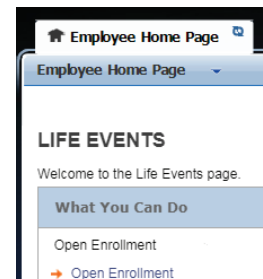 Employee Home Page
Employee Home Page
LIFE EVENTS
Welcome to the Life Events page.
What You Can Do
Open Enrollment
Open Enrollment